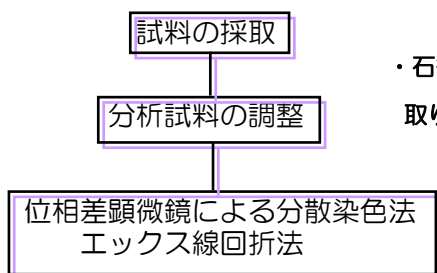 試料の採取
・石
分析試料の調整
取り
位相差顕微鏡による分散染色法
エックス線回折法